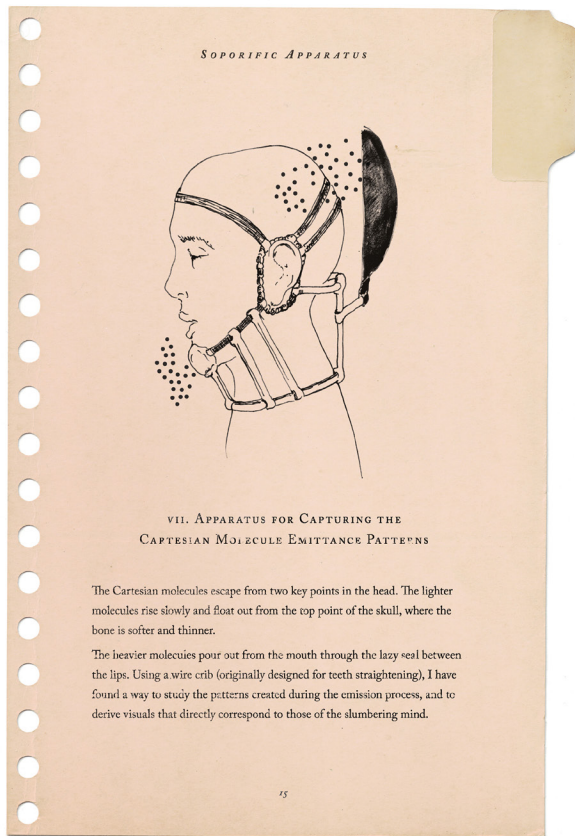 Soporific Apparatus
vii. Apparatus for Capturing the
Cartesian Molecule Emittance Patterns
The Cartesian molecules escape from two key points in the head. The lighter
molecules rise slowly and float out from the top point of the skull, where the
bone is softer and thinner.
The heavier molecules pour out from the mouth through the lazy seal between
the lips. Using a wire crib (originally designed for teeth straightening), I have
found a way to study the patterns created during the emission process, and to
derive visuals that directly correspond to those of the slumbering mind.
15